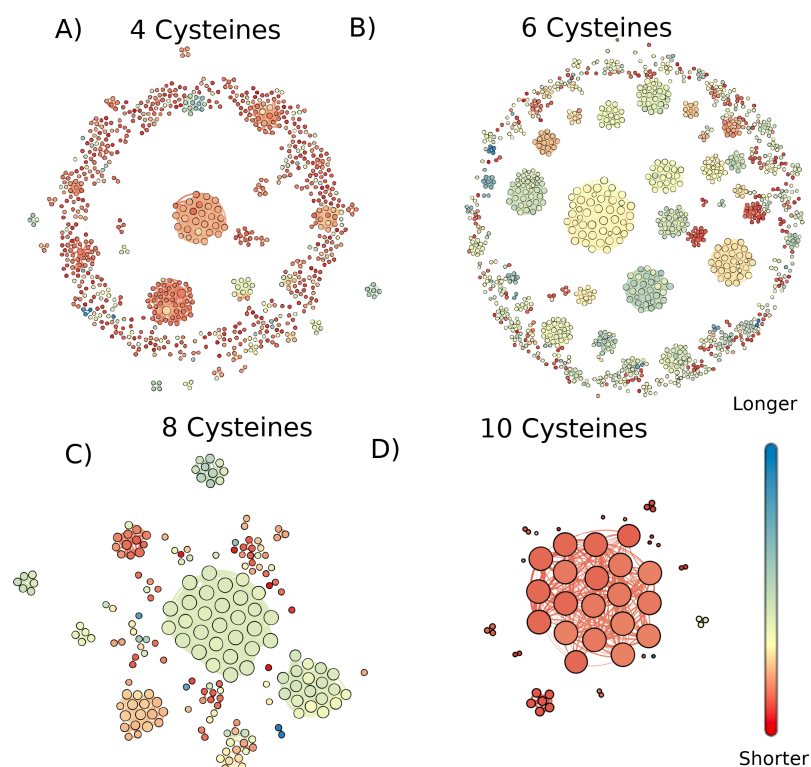 A) 4 Cysteines
B) 6 Cysteines
Longer
C) 8 Cysteines
D) 10 Cysteines
Shorter